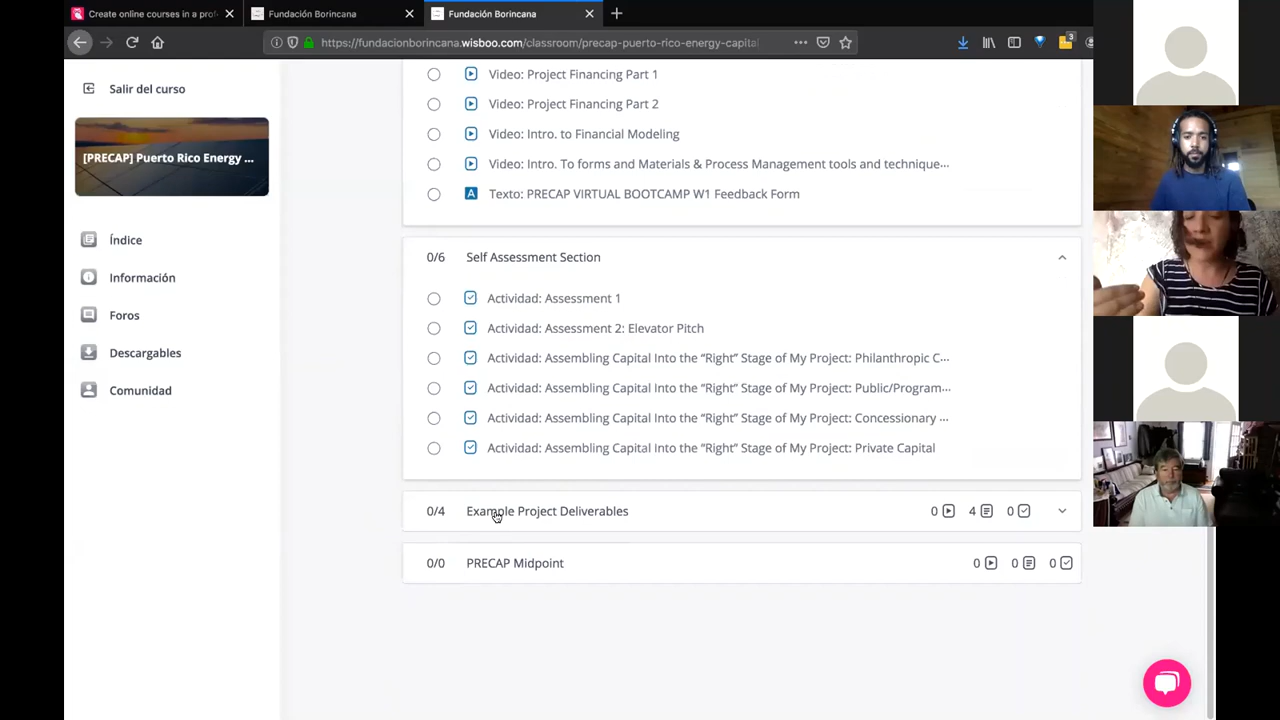 Create online courses in a prof
Fundación Borincana
Fundación Borincana
https://fundacionborincana.wisboo.com/classroom/precap-puerto-rico-energy-capital
3
Salir del curso
[PRECAP] Puerto Rico Energy ...
Índice
Información
Foros
Descargables
Comunidad
Video: Project Financing Part 1
Video: Project Financing Part 2
Video: Intro. to Financial Modeling
Video: Intro. To forms and Materials & Process Management tools and technique...
A Texto: PRECAP VIRTUAL BOOTCAMP W1 Feedback Form
0/6 Self Assessment Section
Actividad: Assessment 1
Actividad: Assessment 2: Elevator Pitch
Actividad: Assembling Capital Into the “Right” Stage of My Project: Philanthropic C...
Actividad: Assembling Capital Into the “Right” Stage of My Project: Public/Program...
Actividad: Assembling Capital Into the “Right” Stage of My Project: Concessionary ...
Actividad: Assembling Capital Into the “Right” Stage of My Project: Private Capital
0/4 Example Project Deliverables 0 4 0
0/0 PRECAP Midpoint 0 0 0